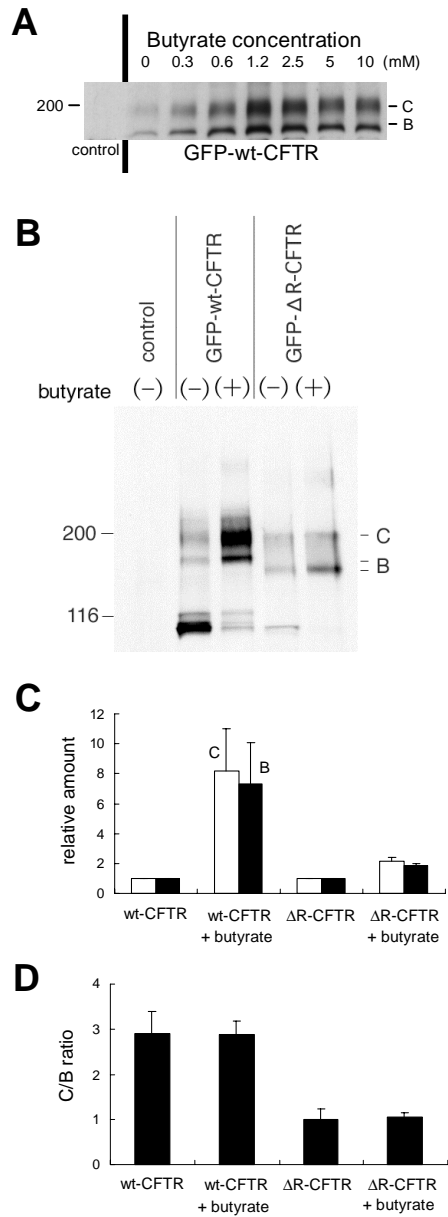 A
Butyrate concentration
0 0.3 0.6 1.2 2.5 5 10 (mM)
200
C
B
control
GFP-wt-CFTR
B
control
GFP-wt-CFTR
GFP-ΔR-CFTR
butyrate (-) (-) (+) (-) (+)
200
C
B
116
C
relative amount
12
10
8
6
4
2
0
C
B
wt-CFTR
wt-CFTR
+ butyrate
ΔR-CFTR
ΔR-CFTR
+ butyrate
D
C/B ratio
4
3
2
1
0
wt-CFTR
wt-CFTR
+ butyrate
ΔR-CFTR
ΔR-CFTR
+ butyrate